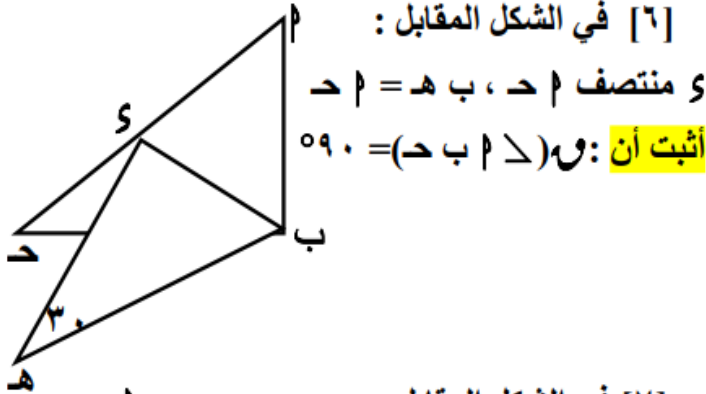 [٦] في الشكل المقابل :
ء منتصف ﺍ حـ ، ب هـ = ﺍ حـ
أثبت أن : ق(∠ ﺍ ب حـ)= ٩٠°
ﺍ
ء
ب
حـ
٣٠
هـ